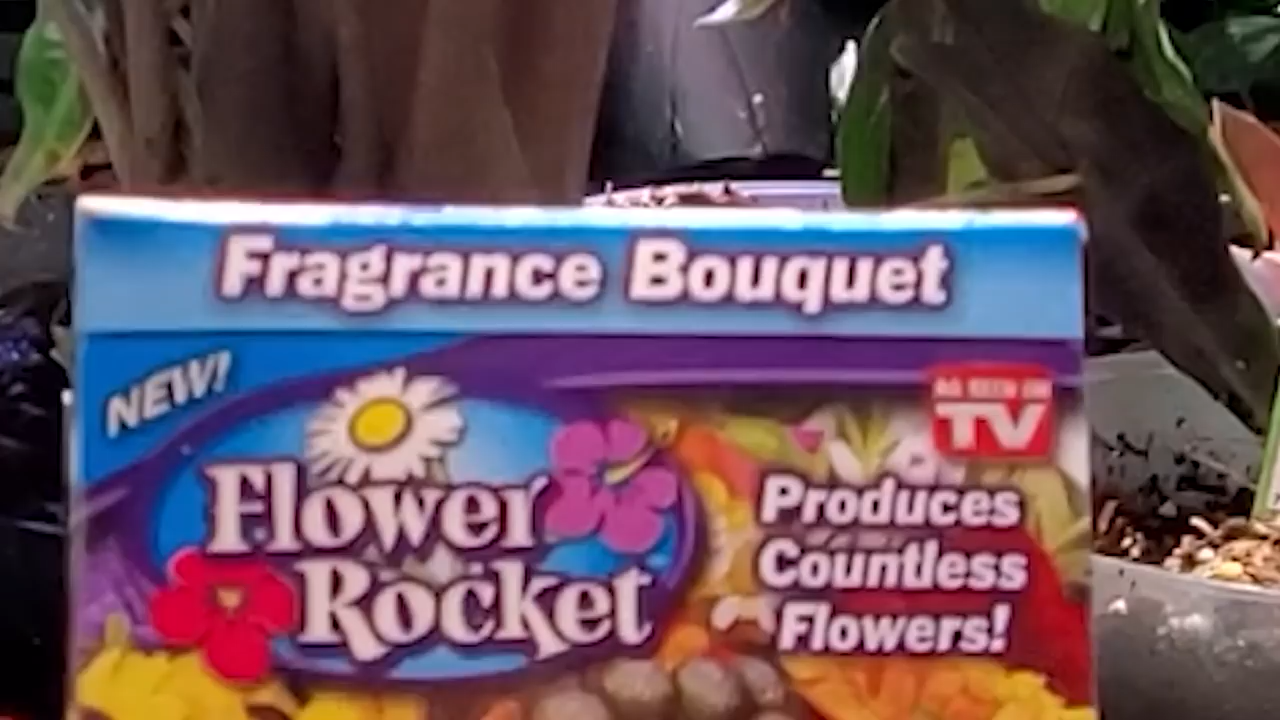 Fragrance Bouquet
NEW!
AS SEEN ON
TV
Flower
Rocket
Produces
Countless
Flowers!